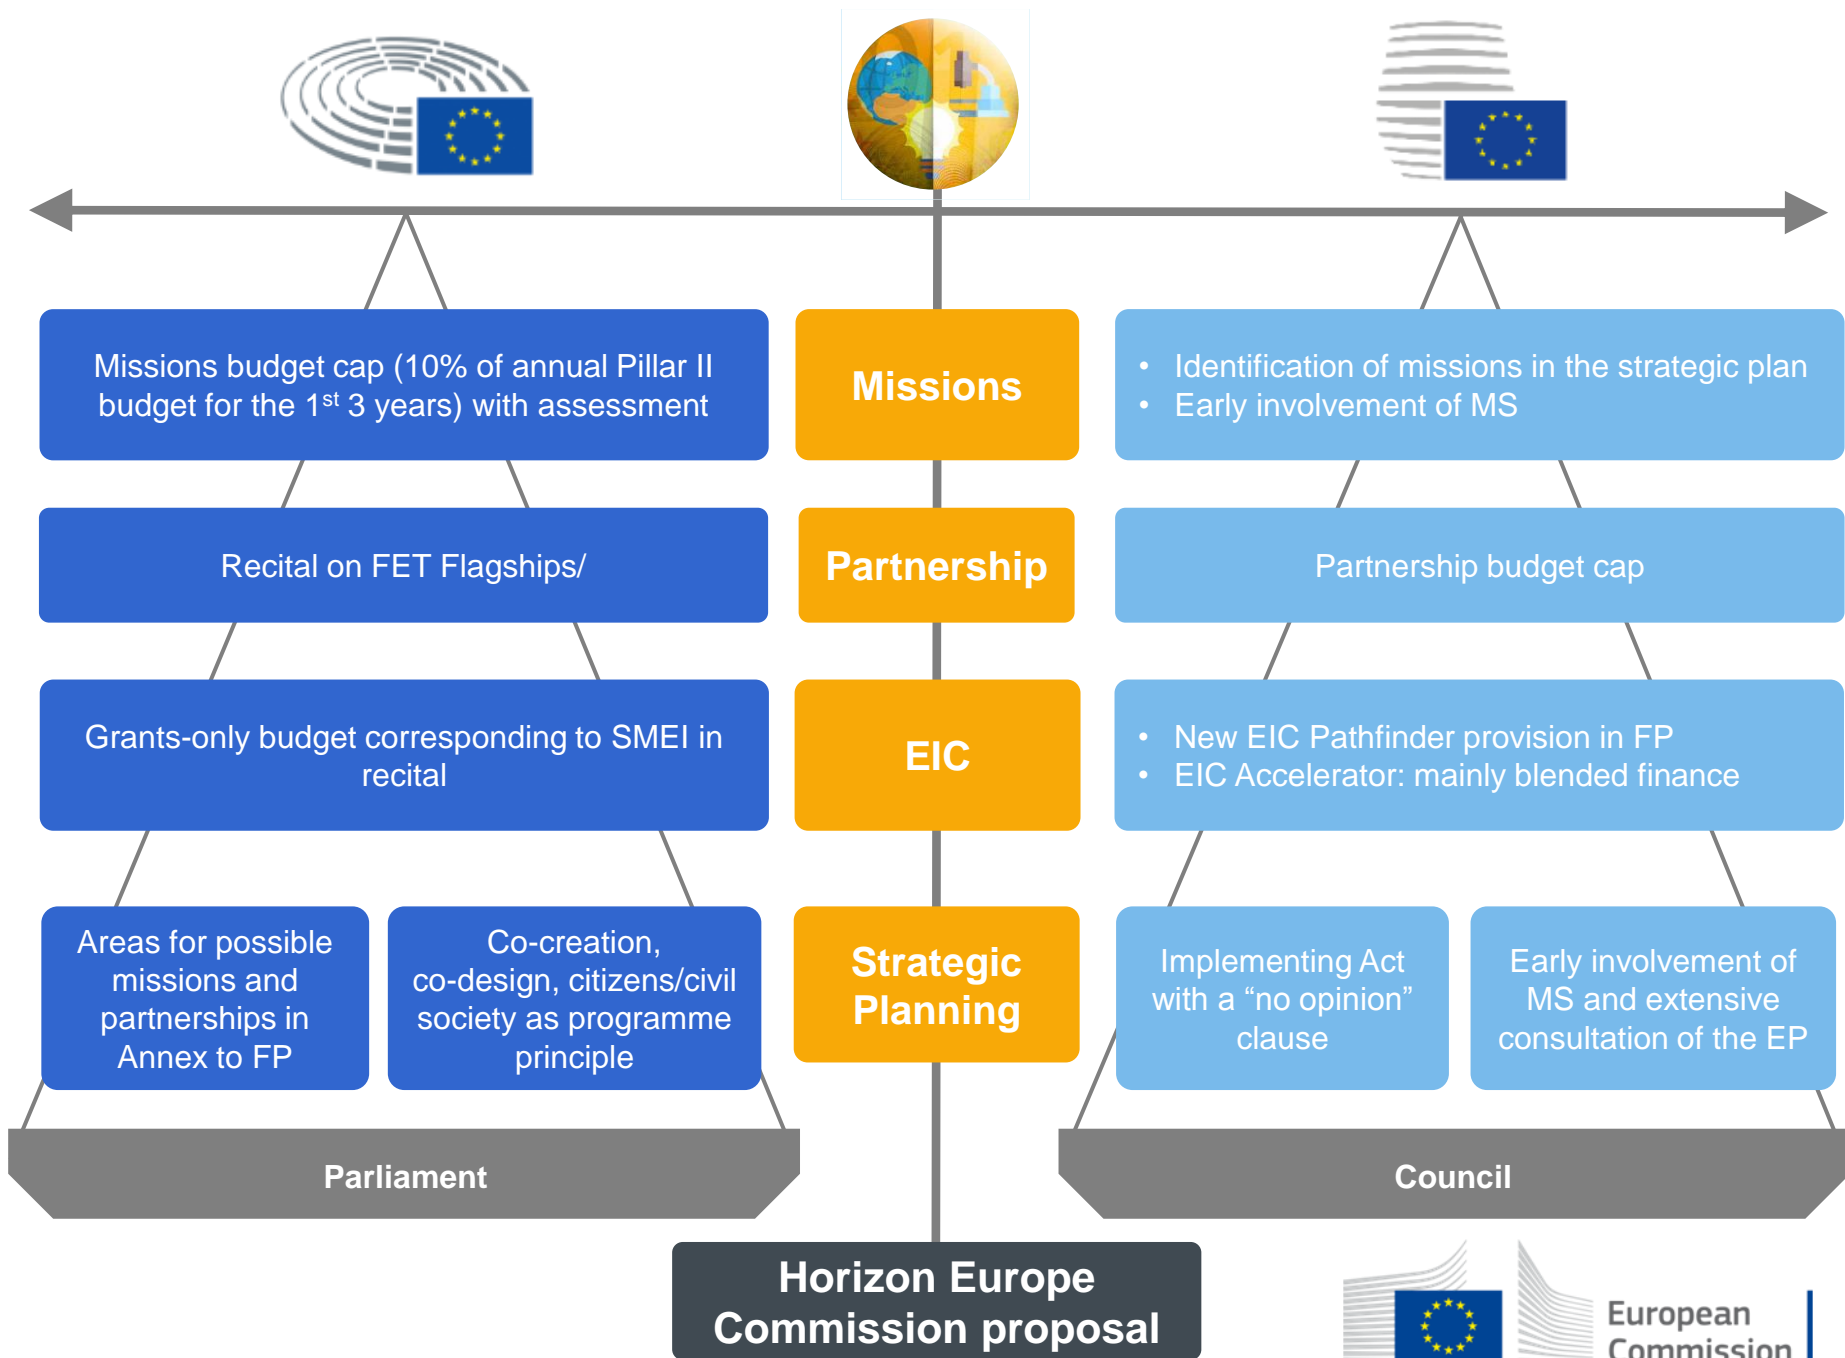 Missions budget cap (10% of annual Pillar II
budget for the 1st 3 years) with assessment
Missions
• Identification of missions in the strategic plan
• Early involvement of MS
Recital on FET Flagships/
Partnership
Partnership budget cap
Grants-only budget corresponding to SMEI in
recital
EIC
• New EIC Pathfinder provision in FP
• EIC Accelerator: mainly blended finance
Areas for possible
missions and
partnerships in
Annex to FP
Co-creation,
co-design, citizens/civil
society as programme
principle
Strategic
Planning
Implementing Act
with a “no opinion”
clause
Early involvement of
MS and extensive
consultation of the EP
Parliament
Council
Horizon Europe
Commission proposal
European
Commission